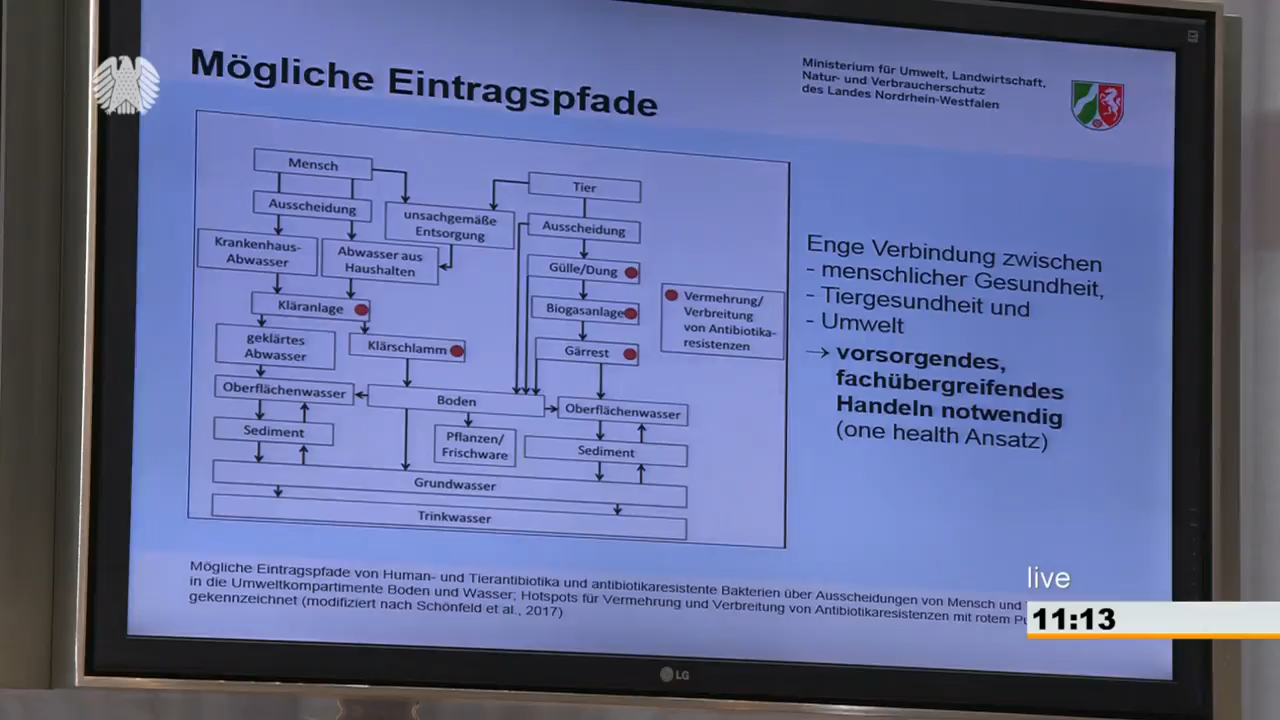 Mögliche Eintragspfade
Ministerium für Umwelt, Landwirtschaft,
Natur- und Verbraucherschutz
des Landes Nordrhein-Westfalen
Mensch
Tier
Ausscheidung
unsachgemäße
Entsorgung
Ausscheidung
Krankenhaus-
Abwasser
Abwasser aus
Haushalten
Gülle/Dung
Kläranlage
Biogasanlage
Vermehrung/
Verbreitung
von Antibiotika-
resistenzen
geklärtes
Abwasser
Klärschlamm
Gärrest
Oberflächenwasser
Boden
Oberflächenwasser
Sediment
Pflanzen/
Frischware
Sediment
Grundwasser
Trinkwasser
Enge Verbindung zwischen
- menschlicher Gesundheit,
- Tiergesundheit und
- Umwelt
→ vorsorgendes,
fachübergreifendes
Handeln notwendig
(one health Ansatz)
Mögliche Eintragspfade von Human- und Tierantibiotika und antibiotikaresistente Bakterien über Ausscheidungen von Mensch und
in die Umweltkompartimente Boden und Wasser; Hotspots für Vermehrung und Verbreitung von Antibiotikaresistenzen mit rotem
gekennzeichnet (modifiziert nach Schönfeld et al., 2017)
live
11:13
LG